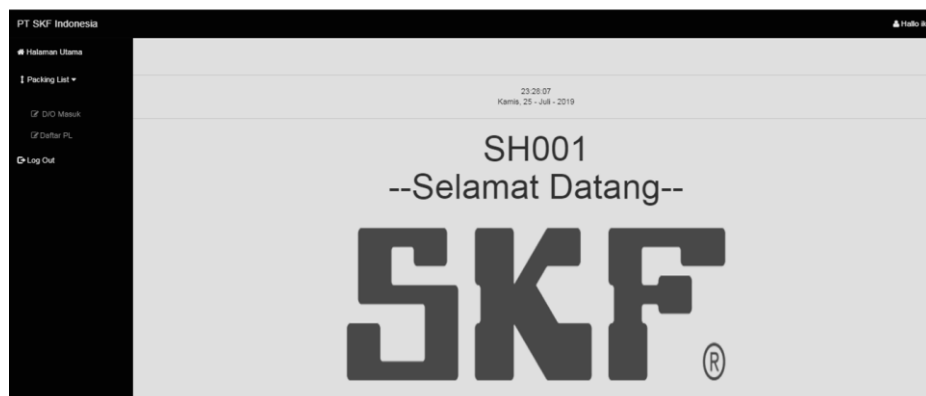 PT SKF Indonesia
Hallo
Halaman Utama
Packing List
D/O Masuk
Daftar PL
Log Out
23:28:07
Kamis, 25 - Juli - 2019
SH001
--Selamat Datang--
SKF®